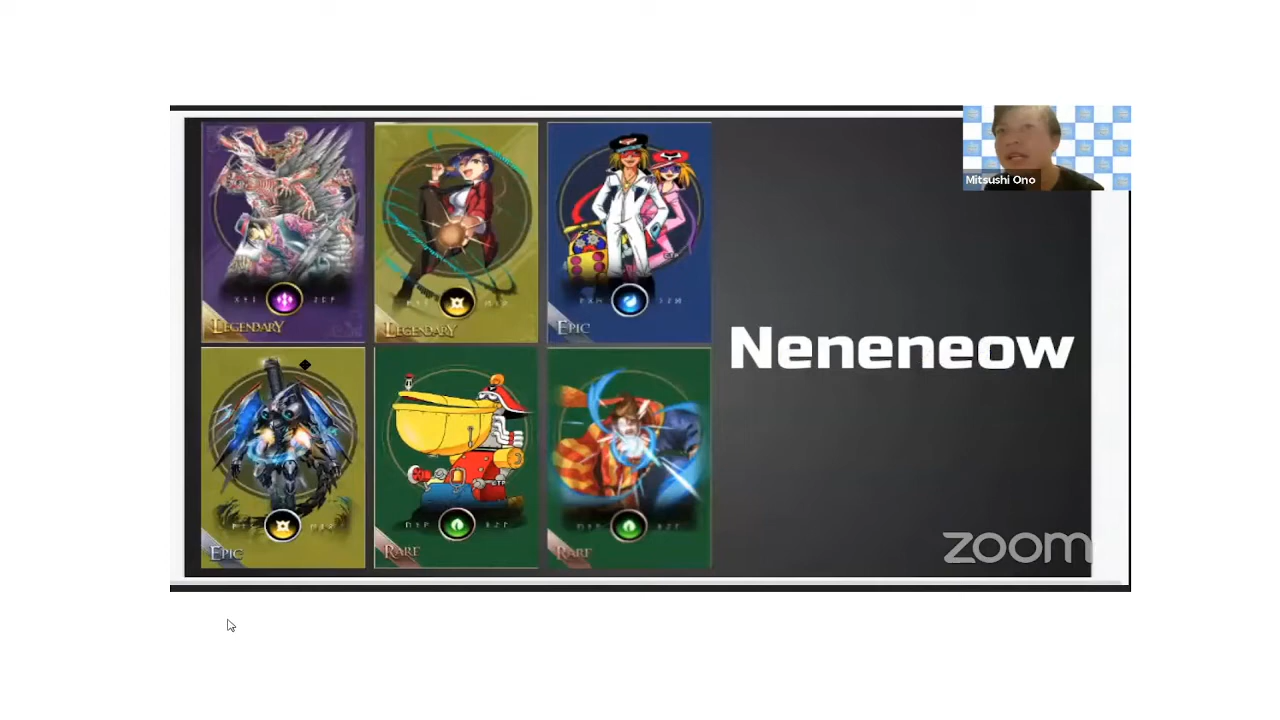 Mitsushi Ono
LEGENDARY
LEGENDARY
EPIC
Neneneow
EPIC
RARE
RARE
zoom